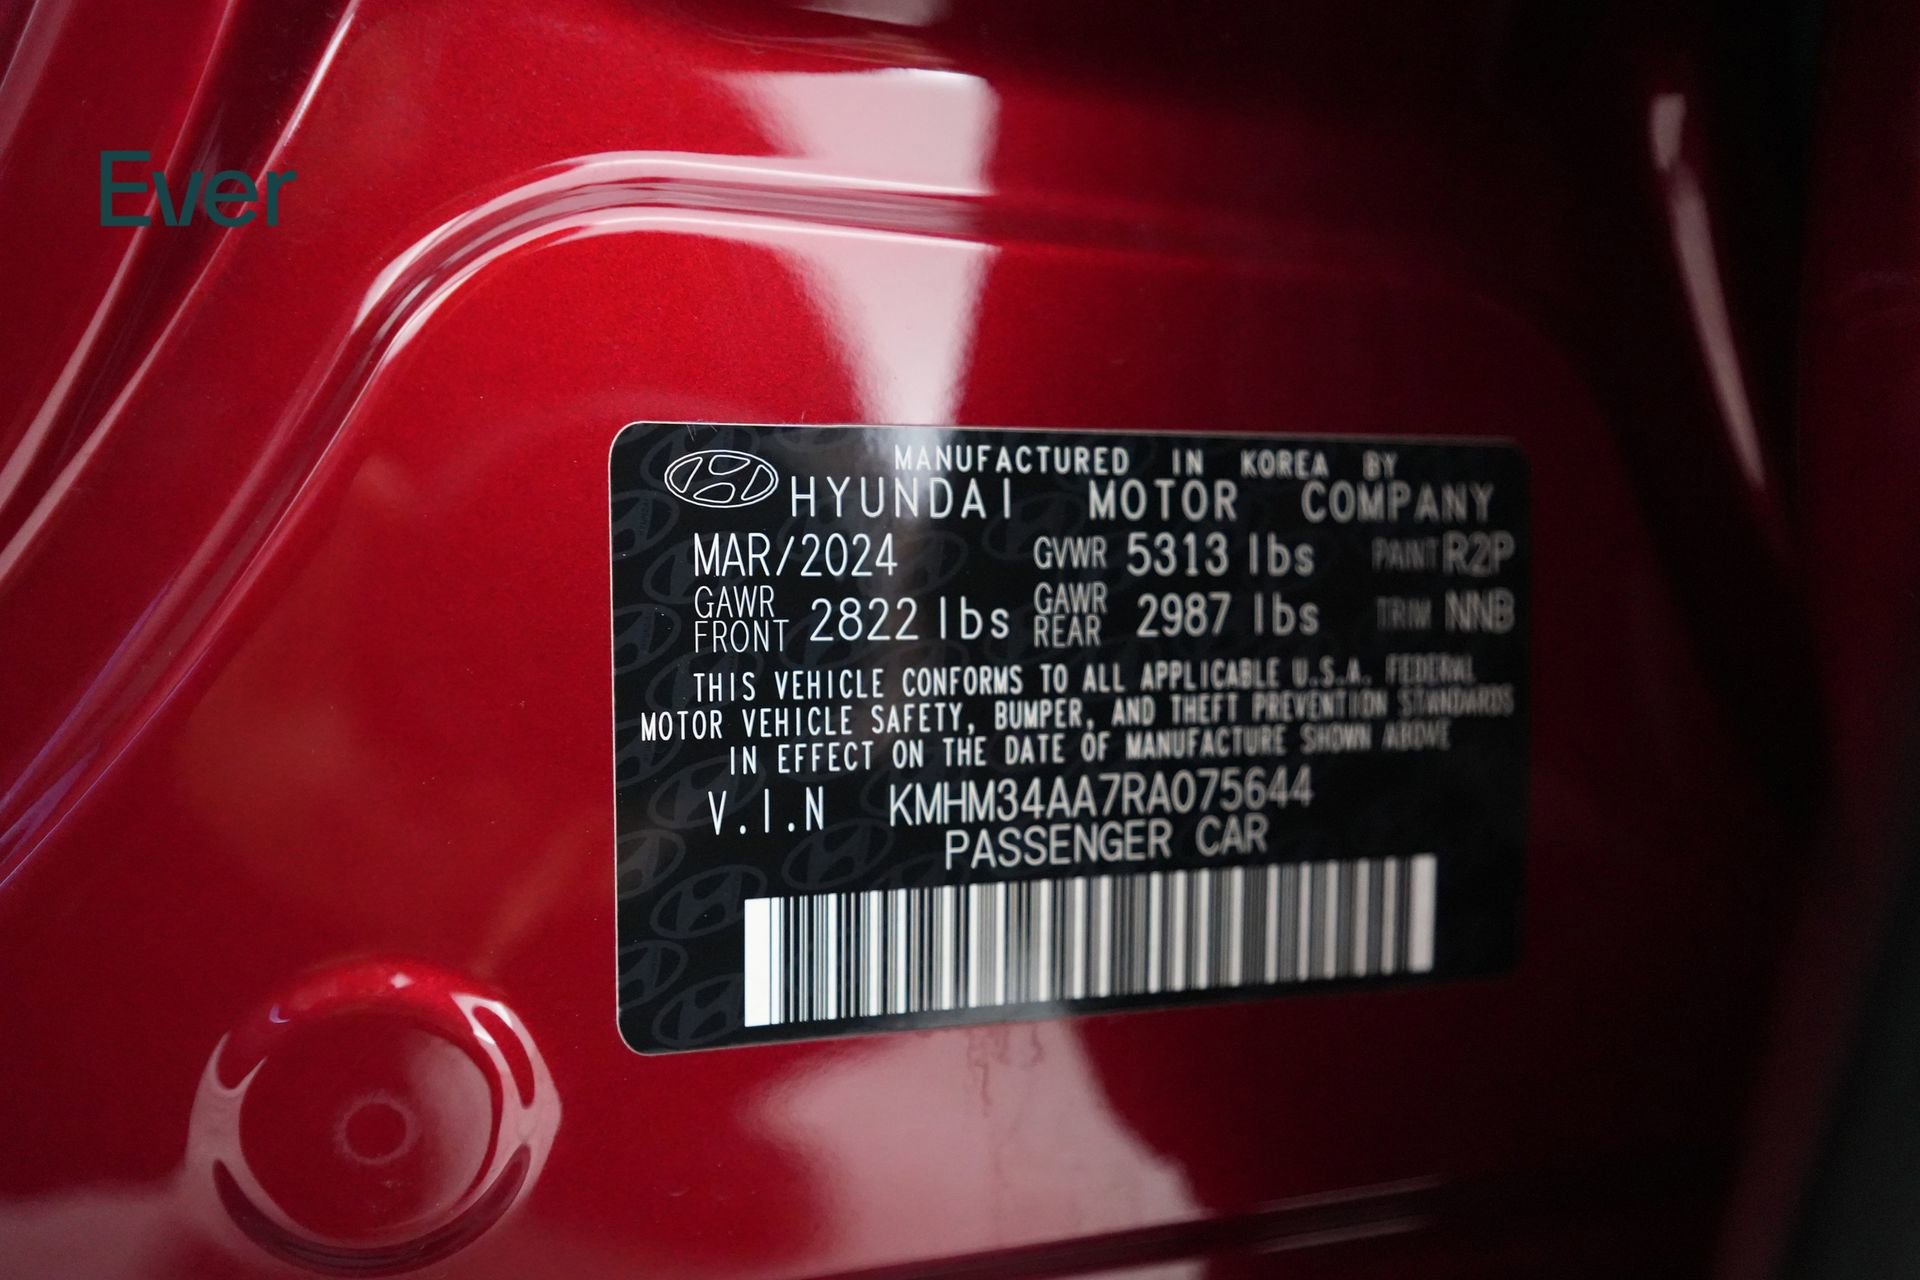 Ever
MANUFACTURED IN KOREA BY
HYUNDAI MOTOR COMPANY
MAR/2024 GVWR 5313 lbs PAINT R2P
GAWR FRONT 2822 lbs GAWR REAR 2987 lbs TRIM NNB
THIS VEHICLE CONFORMS TO ALL APPLICABLE U.S.A. FEDERAL
MOTOR VEHICLE SAFETY, BUMPER, AND THEFT PREVENTION STANDARDS
IN EFFECT ON THE DATE OF MANUFACTURE SHOWN ABOVE
V.I.N KMHM34AA7RA075644
PASSENGER CAR